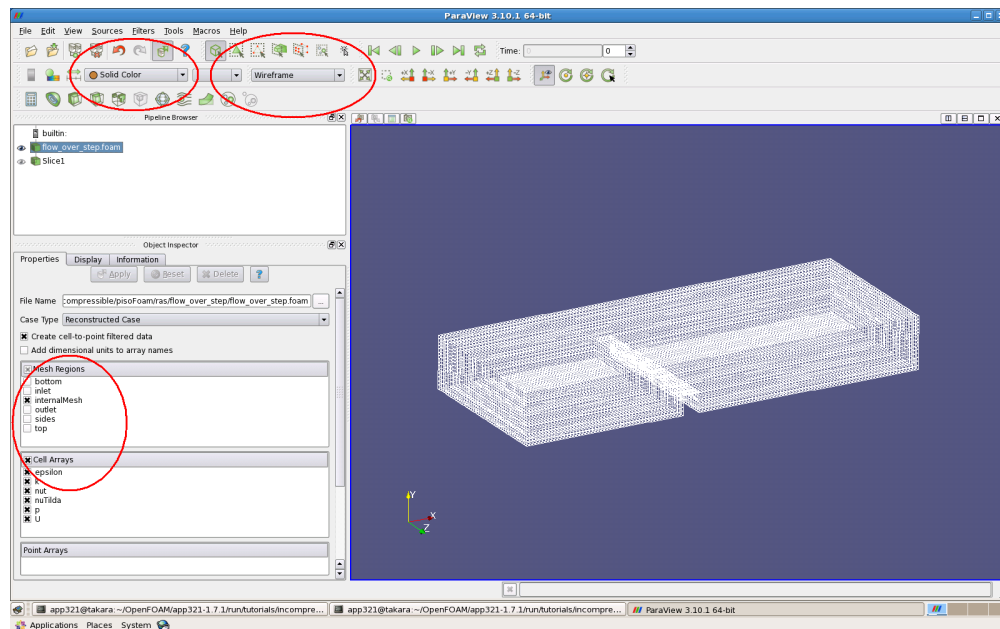 ParaView 3.10.1 64-bit
File Edit View Sources Filters Tools Macros Help
Time: 0 0
Solid Color Wireframe
Pipeline Browser
builtin:
flow_over_step.foam
Slice1
Object Inspector
Properties Display Information
Apply Reset Delete ?
File Name :ompressible/pisoFoam/ras/flow_over_step/flow_over_step.foam ...
Case Type Reconstructed Case
Create cell-to-point filtered data
Add dimensional units to array names
Mesh Regions
bottom
inlet
internalMesh
outlet
sides
top
Cell Arrays
epsilon
k
nut
nuTilda
p
U
Point Arrays
Y
X
Z
app321@takara:~/OpenFOAM/app321-1.7.1/run/tutorials/incompre... app321@takara:~/OpenFOAM/app321-1.7.1/run/tutorials/incompre... ParaView 3.10.1 64-bit
Applications Places System